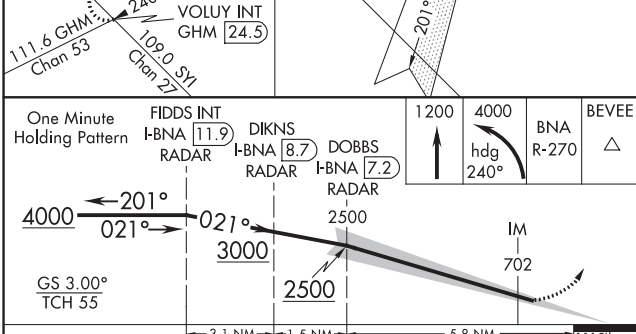 240
VOLUY INT
GHM 24.5
111.6 GHM
Chan 53
109.0 SYI
Chan 27
201°
One Minute
Holding Pattern
FIDDS INT
I-BNA 11.9
RADAR
DIKNS
I-BNA 8.7
RADAR
DOBBS
I-BNA 7.2
RADAR
1200
4000
hdg
240°
BNA
R-270
BEVEE
2500
4000
201°
021°
021°
3000
2500
IM
702
GS 3.00°
TCH 55
3.1 NM
1.5 NM
5.8 NM